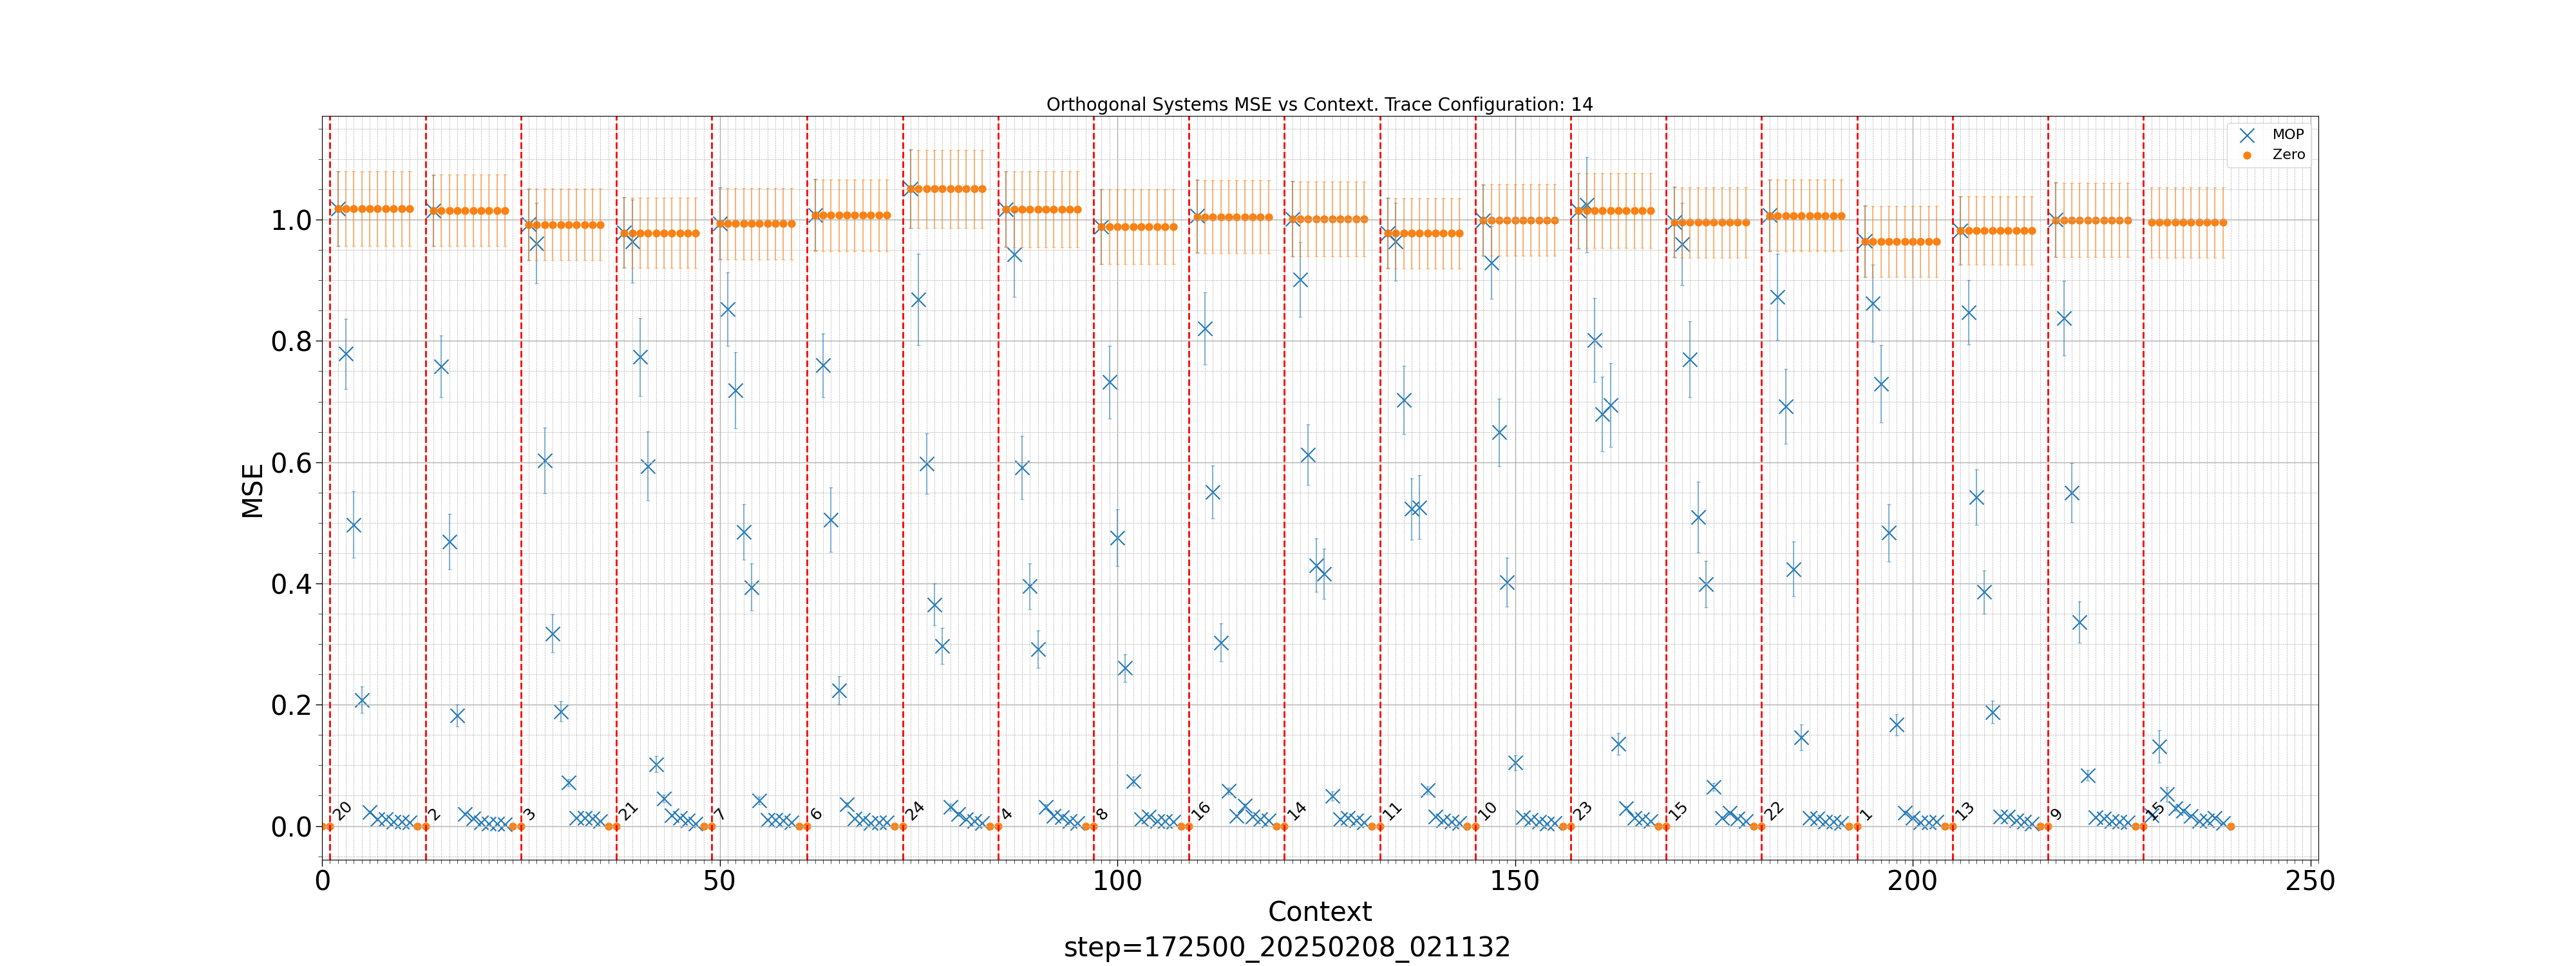 Orthogonal Systems MSE vs Context. Trace Configuration: 14
MOP
Zero
MSE
1.0
0.8
0.6
0.4
0.2
0.0
20 2 3 21 7 6 24 4 8 16 14 11 10 23 15 22 1 13 9 15
0 50 100 150 200 250
Context
step=172500_20250208_021132